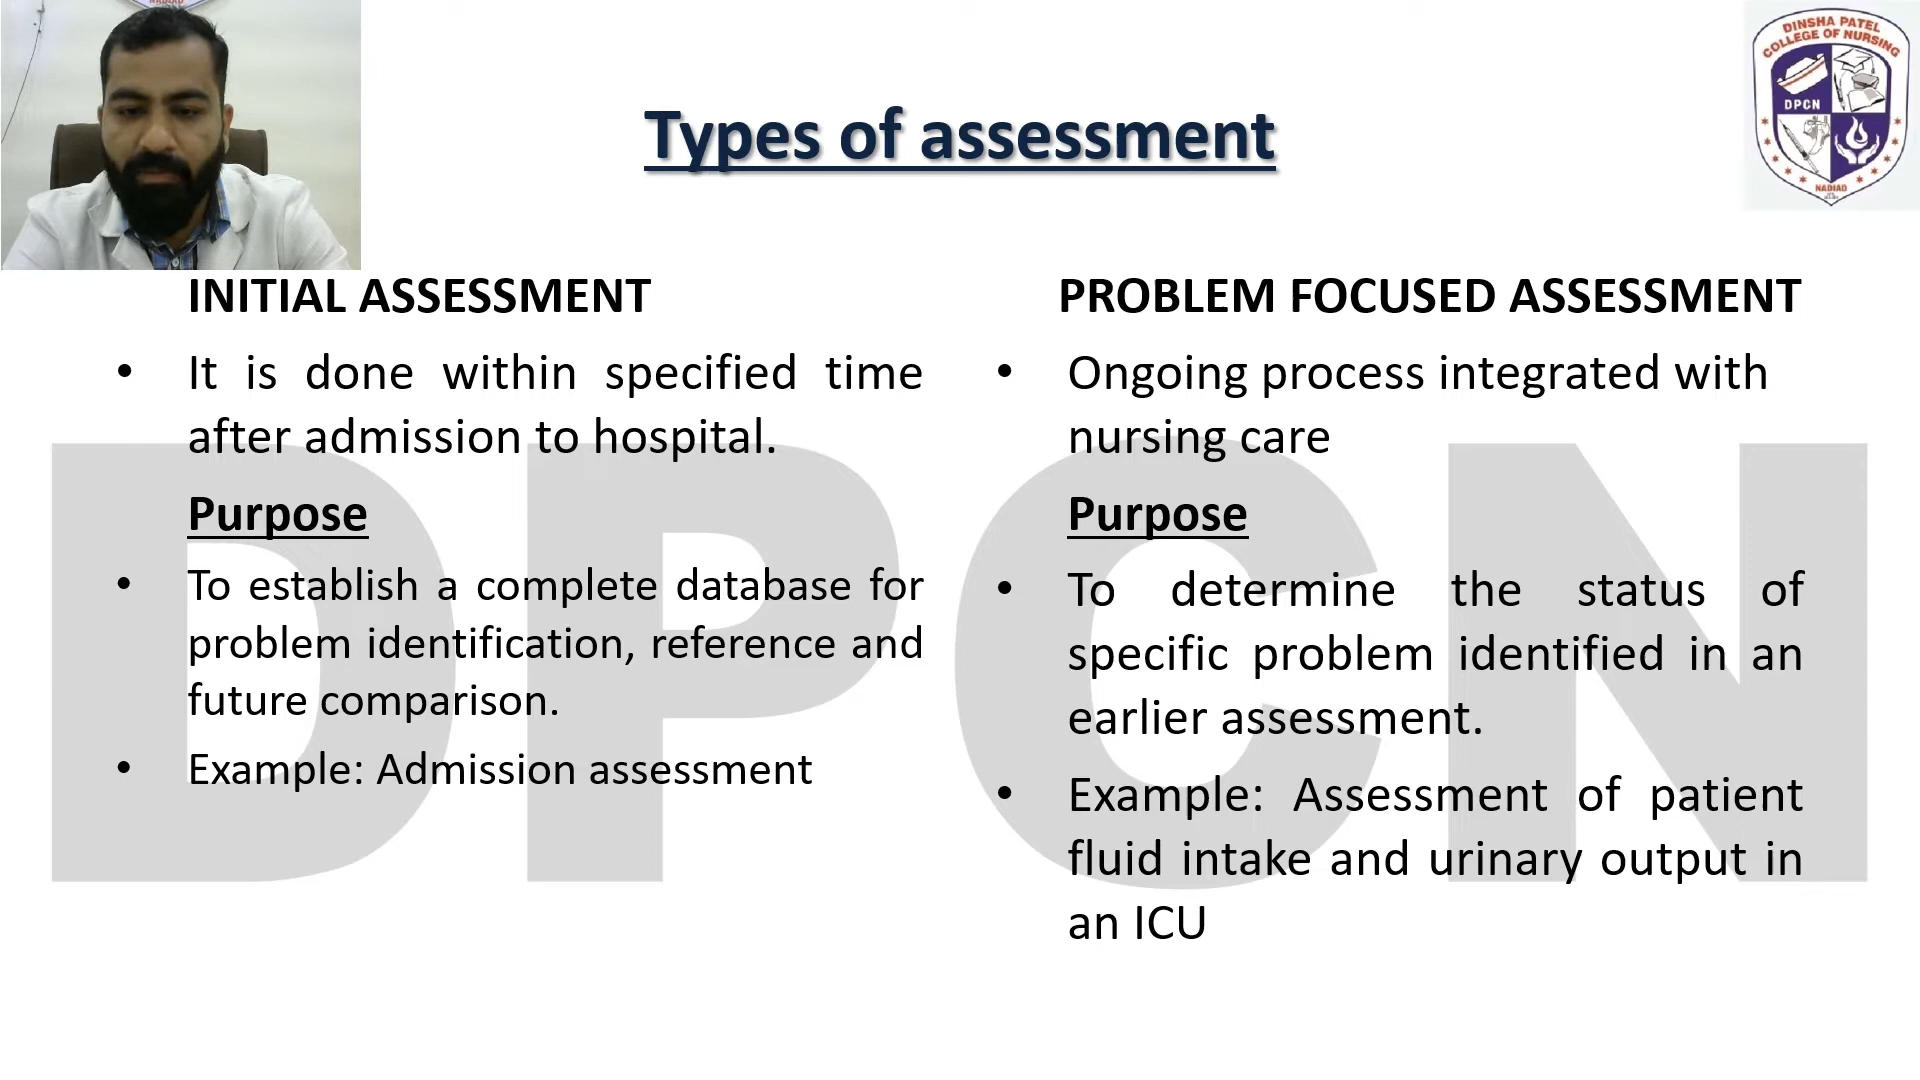 NADIAD
DINSHA PATEL
COLLEGE OF NURSING
DPCN
NADIAD
Types of assessment
INITIAL ASSESSMENT
• It is done within specified time
after admission to hospital.
Purpose
• To establish a complete database for
problem identification, reference and
future comparison.
• Example: Admission assessment
PROBLEM FOCUSED ASSESSMENT
• Ongoing process integrated with
nursing care
Purpose
• To determine the status of
specific problem identified in an
earlier assessment.
• Example: Assessment of patient
fluid intake and urinary output in
an ICU
DPCN